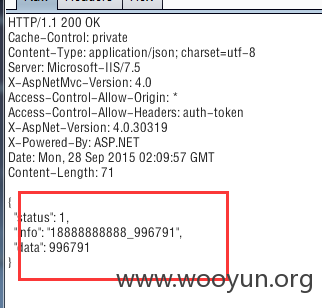 HTTP/1.1 200 OK
Cache-Control: private
Content-Type: application/json; charset=utf-8
Server: Microsoft-IIS/7.5
X-AspNetMvc-Version: 4.0
Access-Control-Allow-Origin: *
Access-Control-Allow-Headers: auth-token
X-AspNet-Version: 4.0.30319
X-Powered-By: ASP.NET
Date: Mon, 28 Sep 2015 02:09:57 GMT
Content-Length: 71
{
"status": 1,
"info": "18888888888_996791",
"data": 996791
}
www.wooyun.org